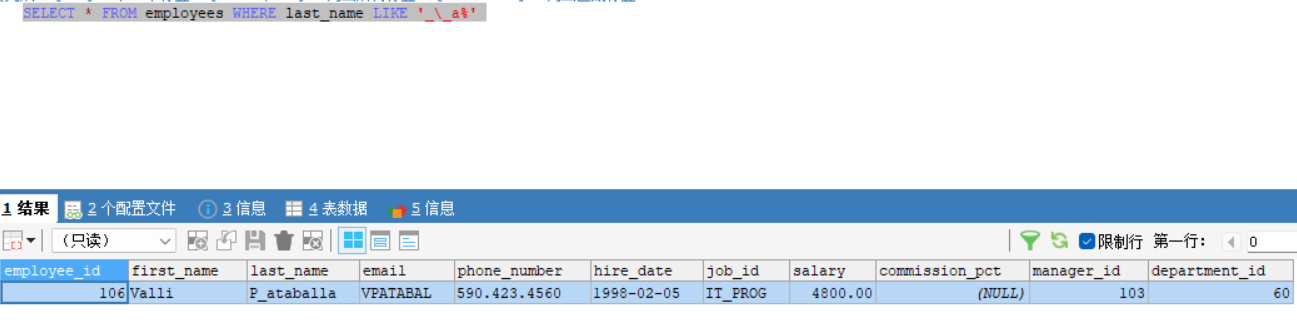 SELECT * FROM employees WHERE last_name LIKE '_\_a%'
1 结果 2 个配置文件 3 信息 4 表数据 5 信息
(只读) 限制行 第一行: 0
employee_id first_name last_name email phone_number hire_date job_id salary commission_pct manager_id department_id
106 Valli P_ataballa VPATABAL 590.423.4560 1998-02-05 IT_PROG 4800.00 (NULL) 103 60